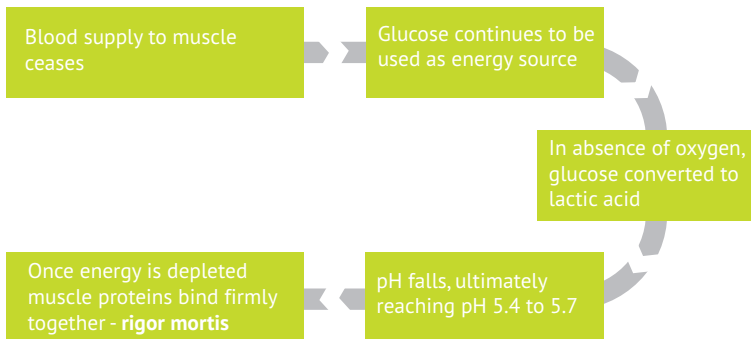 Blood supply to muscle
ceases
Glucose continues to be
used as energy source
In absence of oxygen,
glucose converted to
lactic acid
pH falls, ultimately
reaching pH 5.4 to 5.7
Once energy is depleted
muscle proteins bind firmly
together - rigor mortis